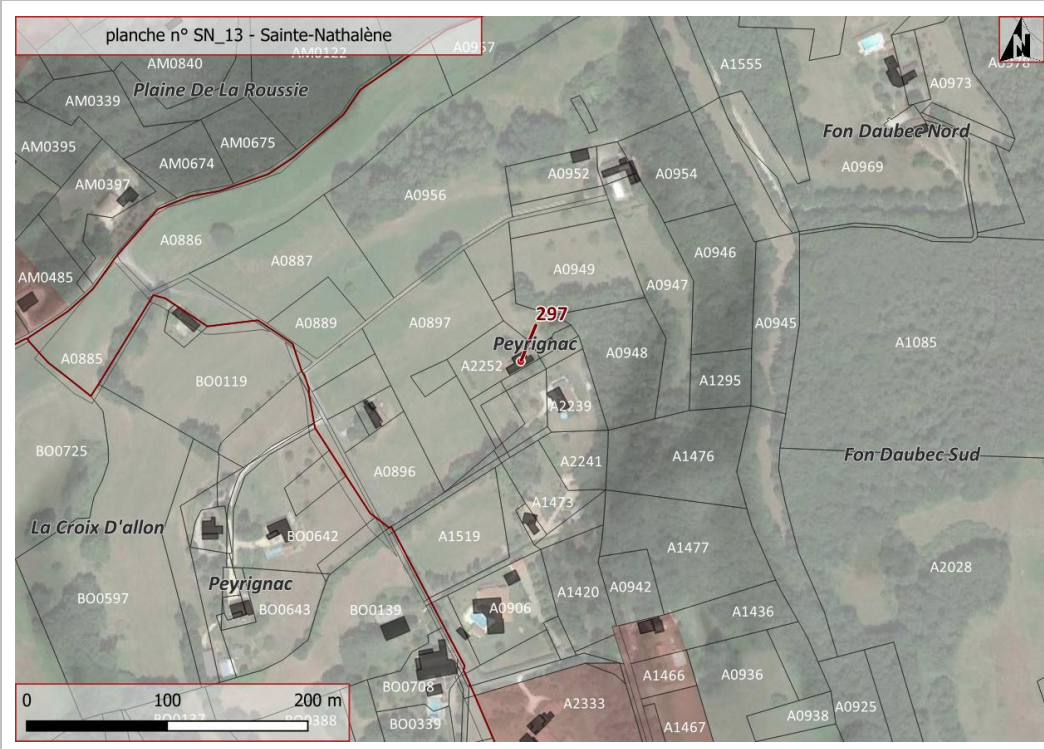 planche n° SN_13 - Sainte-Nathalène
N
AM0122
A0957
AM0840
A1555
A0973
A0978
Plaine De La Roussie
AM0339
AM0675
Fon Daubec Nord
AM0395
AM0674
A0952
A0954
A0969
AM0397
A0956
A0886
A0946
A0887
A0949
AM0485
A0947
A0889
A0897
297
A0945
Peyrignac
A1085
A0885
A2252
A0948
BO0119
A1295
A2239
BO0725
A0896
A2241
A1476
Fon Daubec Sud
A1473
La Croix D'allon
BO0642
A1519
A1477
A2028
Peyrignac
BO0597
BO0643
BO0139
A0906
A1420
A0942
A1436
BO0708
A1466
A0936
0 100 200 m
A2333
A0938
A0925
BO0137
BO0388
BO0339
A1467